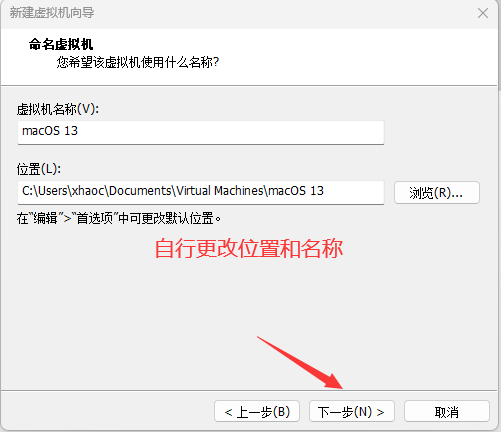 新建虚拟机向导
命名虚拟机
您希望该虚拟机使用什么名称?
虚拟机名称(V):
macOS 13
位置(L):
C:\Users\xhaoc\Documents\Virtual Machines\macOS 13
浏览(R)...
在“编辑”>“首选项”中可更改默认位置。
自行更改位置和名称
< 上一步(B)
下一步(N) >
取消